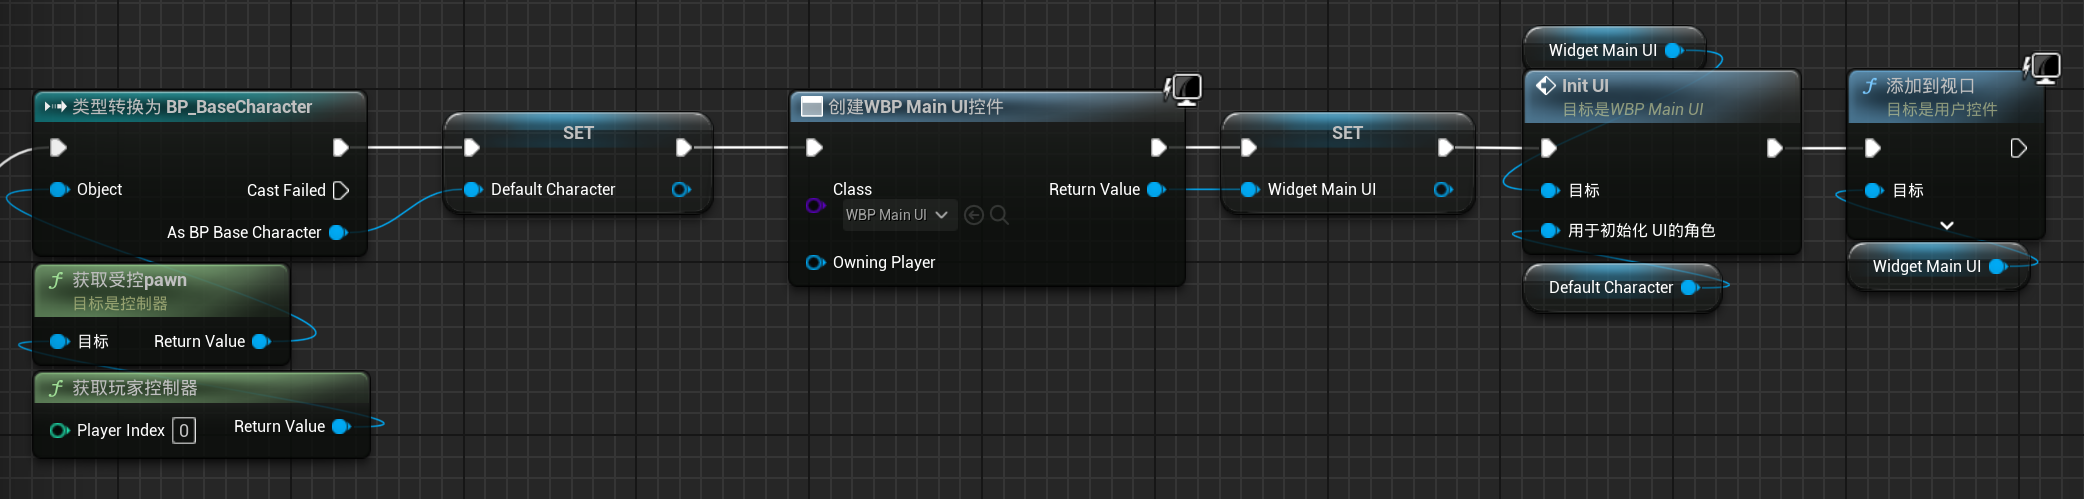 类型转换为 BP_BaseCharacter
Object
Cast Failed
As BP Base Character
获取受控pawn
目标是控制器
目标
Return Value
获取玩家控制器
Player Index 0
Return Value
SET
Default Character
创建WBP Main UI控件
Class
WBP Main UI
Return Value
Owning Player
SET
Widget Main UI
Widget Main UI
Init UI
目标是WBP Main UI
目标
用于初始化 UI的角色
Default Character
添加到视口
目标是用户控件
目标
Widget Main UI